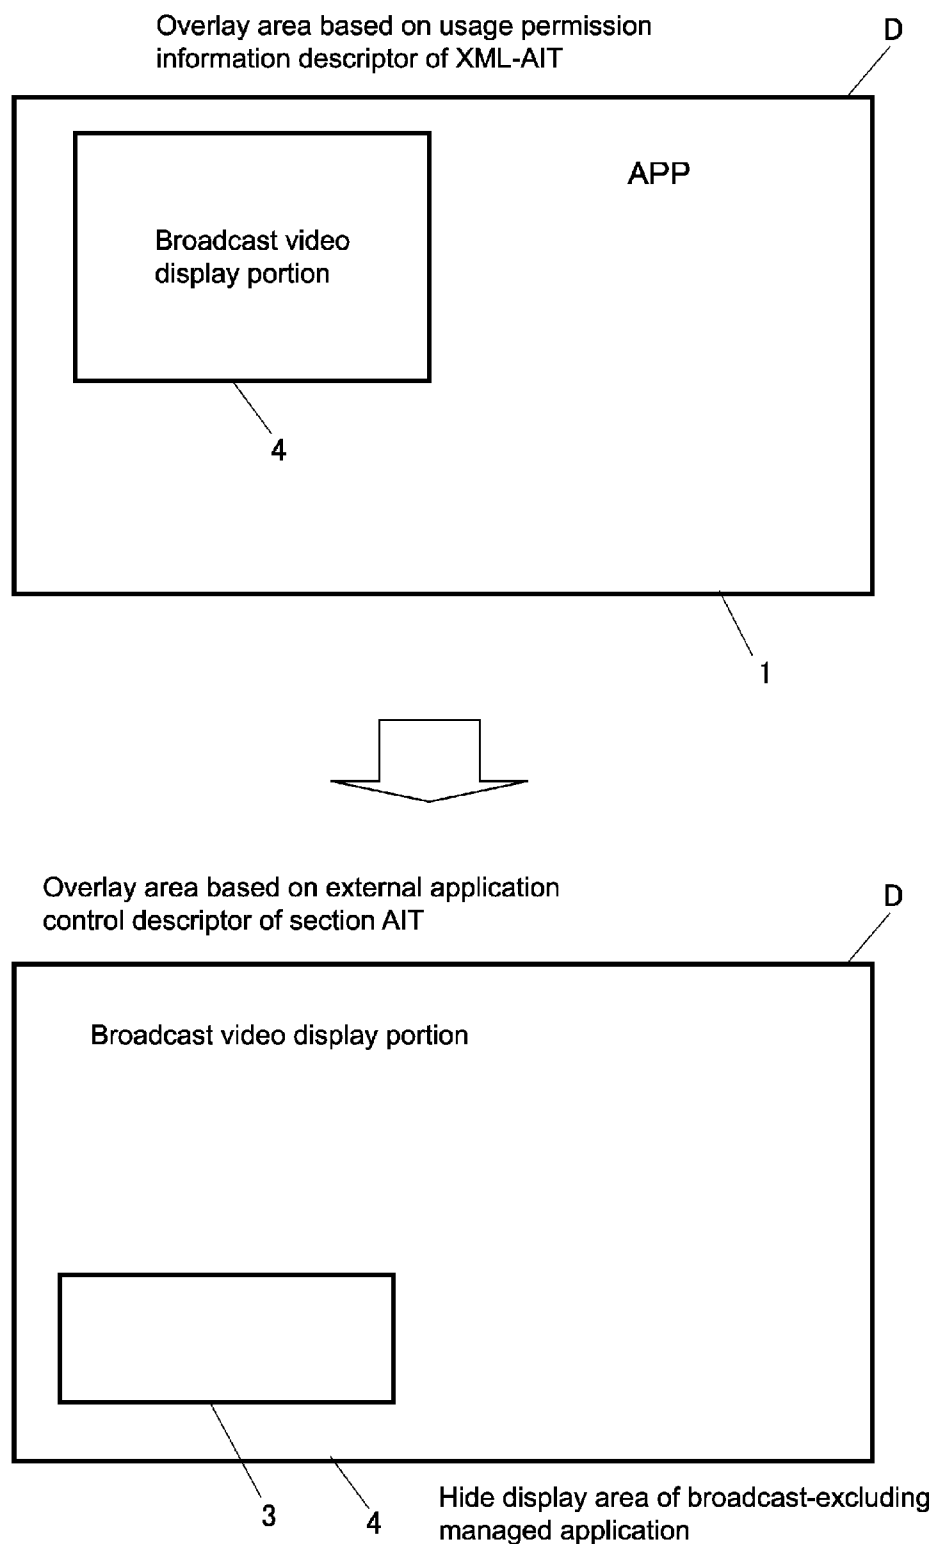 Overlay area based on usage permission
information descriptor of XML-AIT
D
APP
Broadcast video
display portion
4
1
Overlay area based on external application
control descriptor of section AIT
D
Broadcast video display portion
3
4
Hide display area of broadcast-excluding
managed application